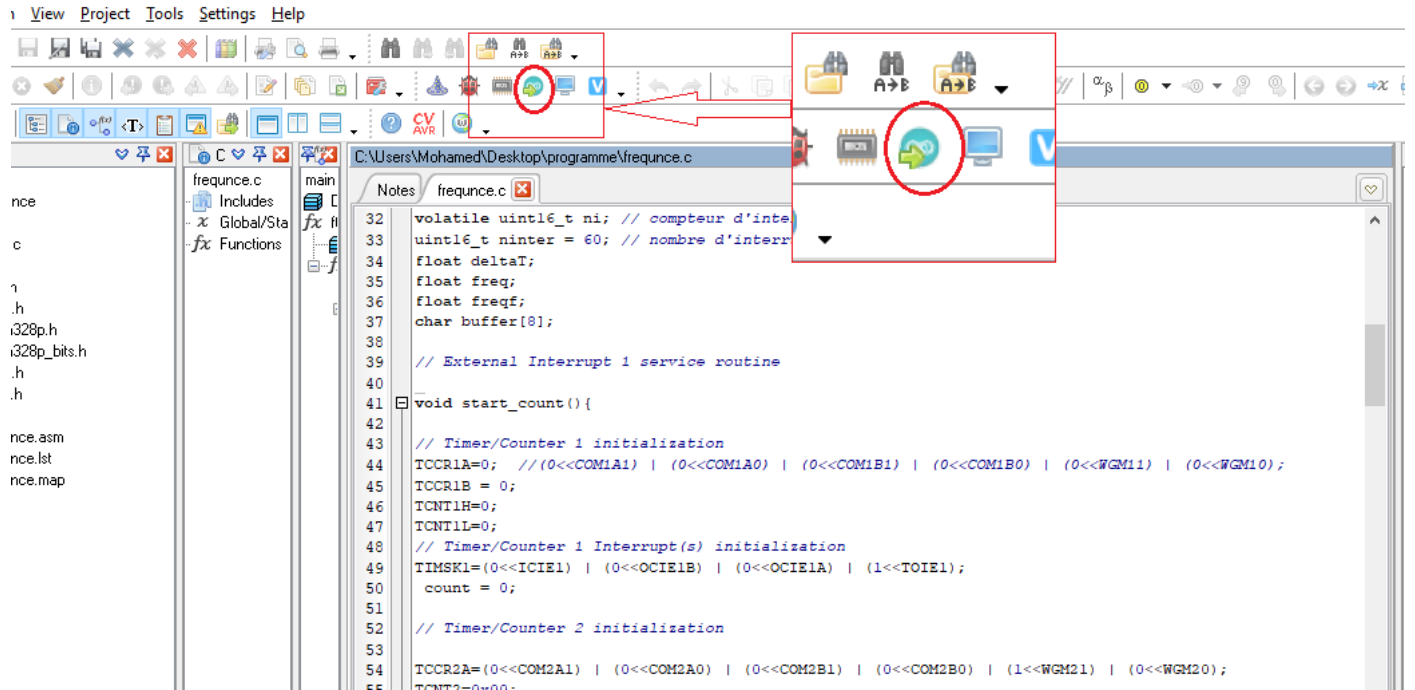 View Project Tools Settings Help
A→B A→B
A→B A→B
αβ →x
V
V
<T>
CV
AVR
C
C:\Users\Mohamed\Desktop\programme\frequnce.c
frequnce.c
main
Notes frequnce.c
nce
Includes
x Global/Sta
fx
c
fx Functions
.h
328p.h
328p_bits.h
.h
.h
nce.asm
nce.lst
nce.map
32 volatile uint16_t ni; // compteur d'inte
33 uint16_t ninter = 60; // nombre d'interr
34 float deltaT;
35 float freq;
36 float freqf;
37 char buffer[8];
38
39 // External Interrupt 1 service routine
40
41 void start_count(){
42
43 // Timer/Counter 1 initialization
44 TCCR1A=0; //(0<<COM1A1) | (0<<COM1A0) | (0<<COM1B1) | (0<<COM1B0) | (0<<WGM11) | (0<<WGM10);
45 TCCR1B = 0;
46 TCNT1H=0;
47 TCNT1L=0;
48 // Timer/Counter 1 Interrupt(s) initialization
49 TIMSK1=(0<<ICIE1) | (0<<OCIE1B) | (0<<OCIE1A) | (1<<TOIE1);
50 count = 0;
51
52 // Timer/Counter 2 initialization
53
54 TCCR2A=(0<<COM2A1) | (0<<COM2A0) | (0<<COM2B1) | (0<<COM2B0) | (1<<WGM21) | (0<<WGM20);
55 TCNT2=0x00;